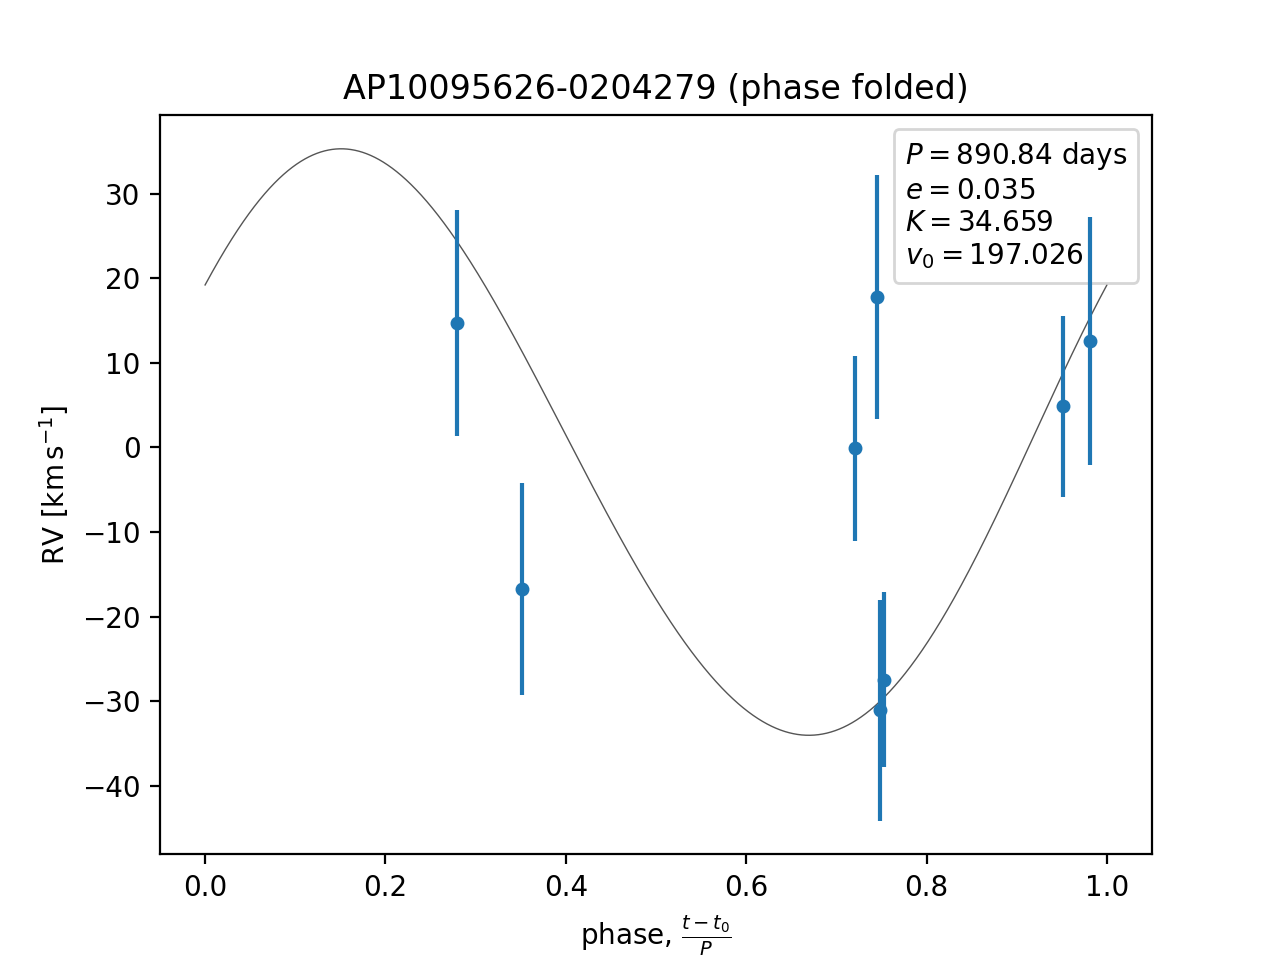 AP10095626-0204279 (phase folded)
P = 890.84 days
e = 0.035
K = 34.659
v₀ = 197.026
RV [km s⁻¹]
30
20
10
0
−10
−20
−30
−40
0.0 0.2 0.4 0.6 0.8 1.0
phase, (t − t₀)/P